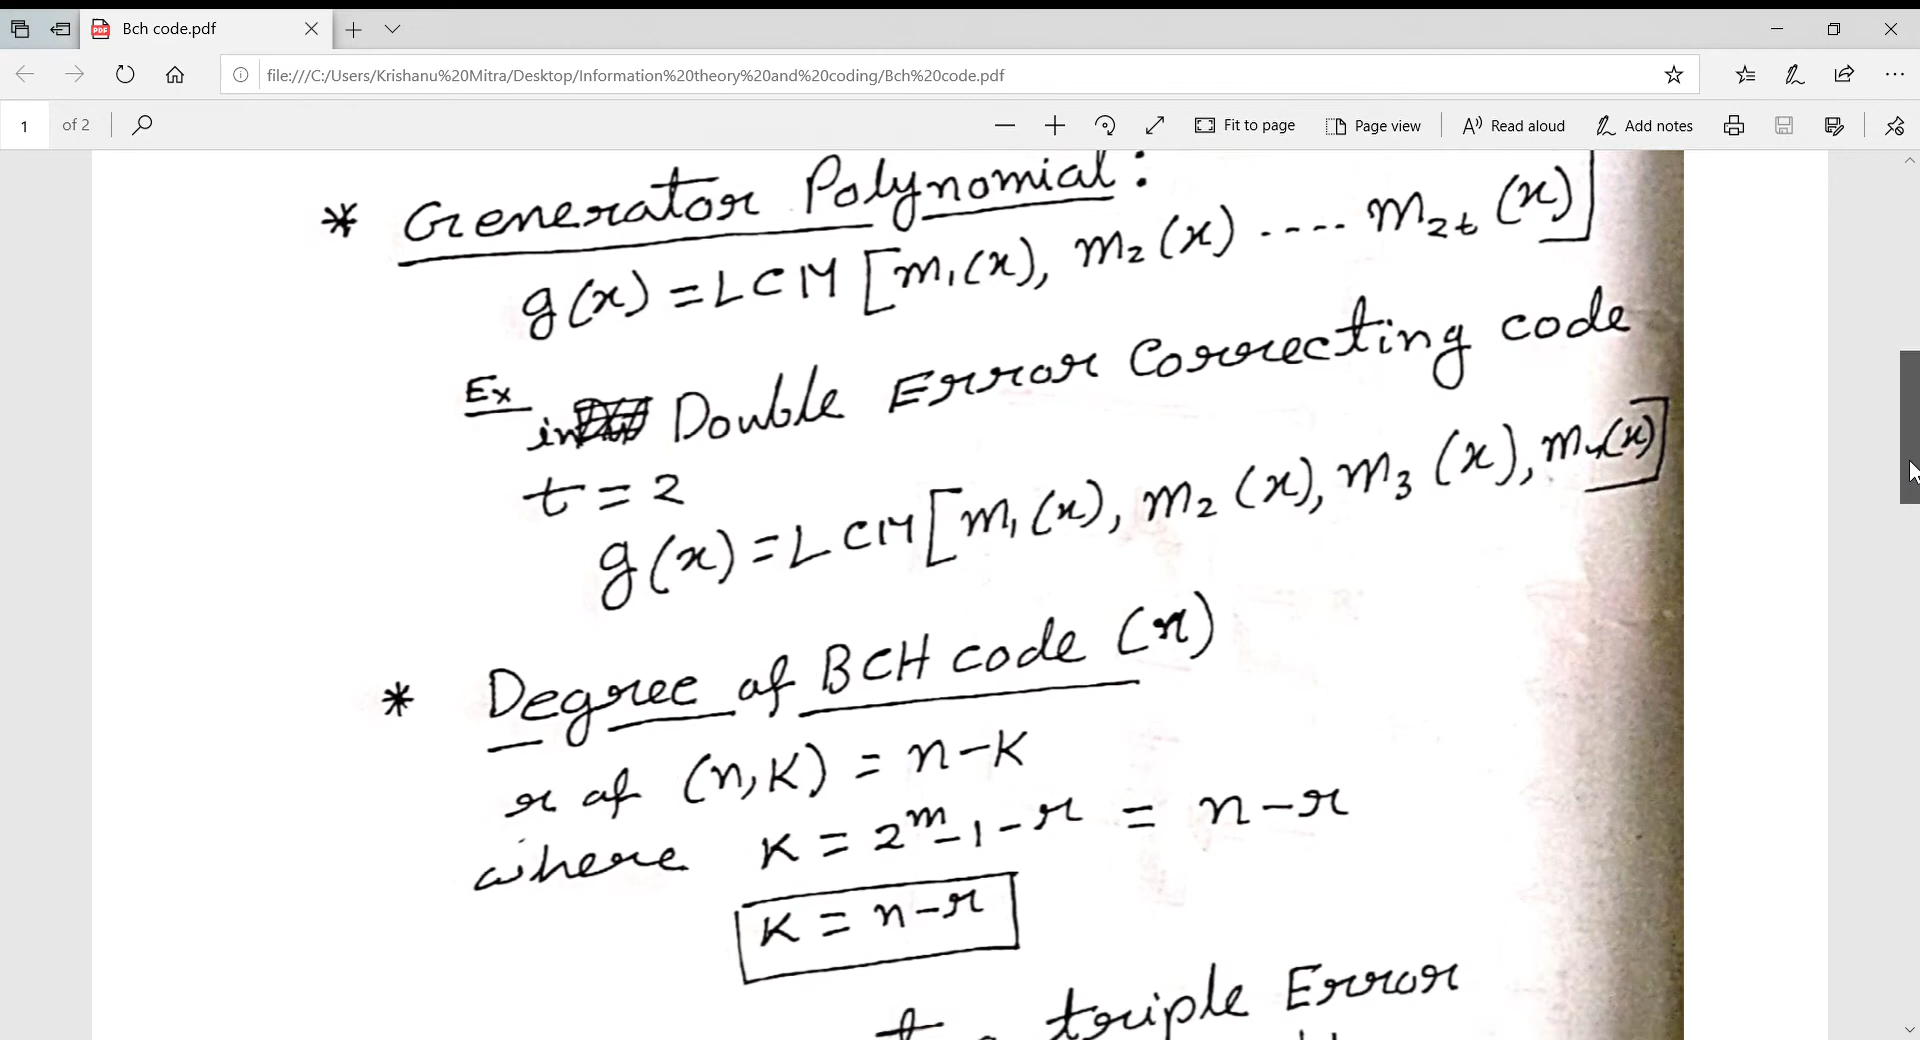 Bch code.pdf
file:///C:/Users/Krishanu%20Mitra/Desktop/Information%20theory%20and%20coding/Bch%20code.pdf
1 of 2
Fit to page
Page view
Read aloud
Add notes
* Generator Polynomial:
g(x) = LCM [m₁(x), m₂(x) ---- m₂ₜ(x)]
Ex
in Double Error Correcting code
t = 2
g(x) = LCM [m₁(x), m₂(x), m₃(x), m₄(x)]
* Degree of BCH code (r)
r of (n,K) = n-K
where K = 2ᵐ-1-r = n-r
K = n-r
triple Error